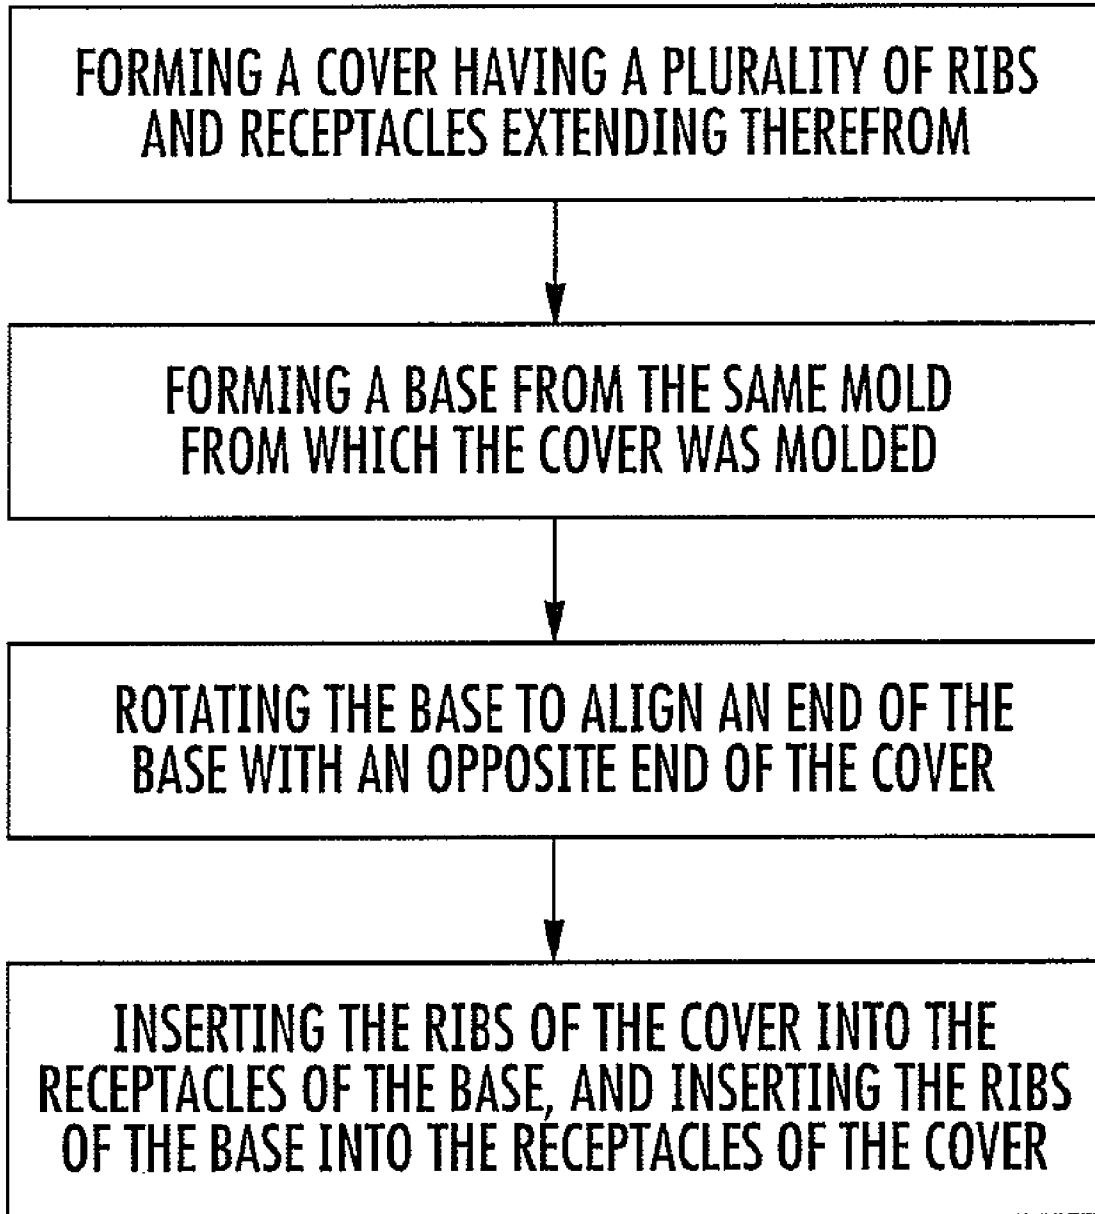 FORMING A COVER HAVING A PLURALITY OF RIBS
AND RECEPTACLES EXTENDING THEREFROM
FORMING A BASE FROM THE SAME MOLD
FROM WHICH THE COVER WAS MOLDED
ROTATING THE BASE TO ALIGN AN END OF THE
BASE WITH AN OPPOSITE END OF THE COVER
INSERTING THE RIBS OF THE COVER INTO THE
RECEPTACLES OF THE BASE, AND INSERTING THE RIBS
OF THE BASE INTO THE RECEPTACLES OF THE COVER